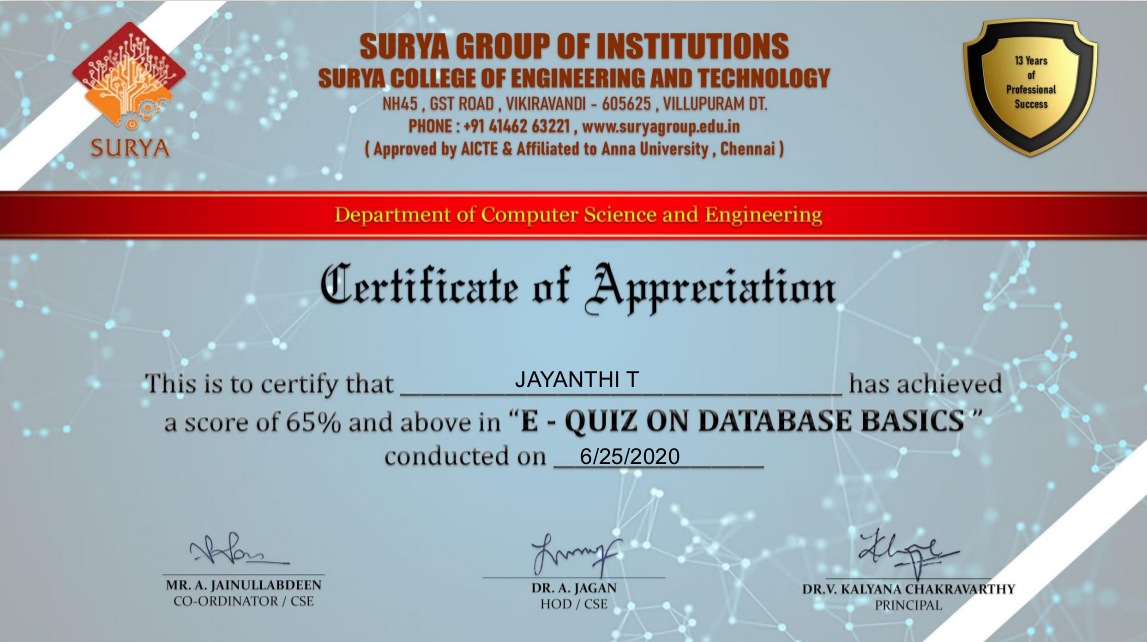 SURYA
SURYA GROUP OF INSTITUTIONS
SURYA COLLEGE OF ENGINEERING AND TECHNOLOGY
NH45 , GST ROAD , VIKIRAVANDI - 605625 , VILLUPURAM DT.
PHONE : +91 41462 63221 , www.suryagroup.edu.in
( Approved by AICTE & Affiliated to Anna University , Chennai )
13 Years
of
Professional
Success
Department of Computer Science and Engineering
Certificate of Appreciation
This is to certify that JAYANTHI T has achieved
a score of 65% and above in “E - QUIZ ON DATABASE BASICS”
conducted on 6/25/2020
MR. A. JAINULLABDEEN
CO-ORDINATOR / CSE
DR. A. JAGAN
HOD / CSE
DR.V. KALYANA CHAKRAVARTHY
PRINCIPAL